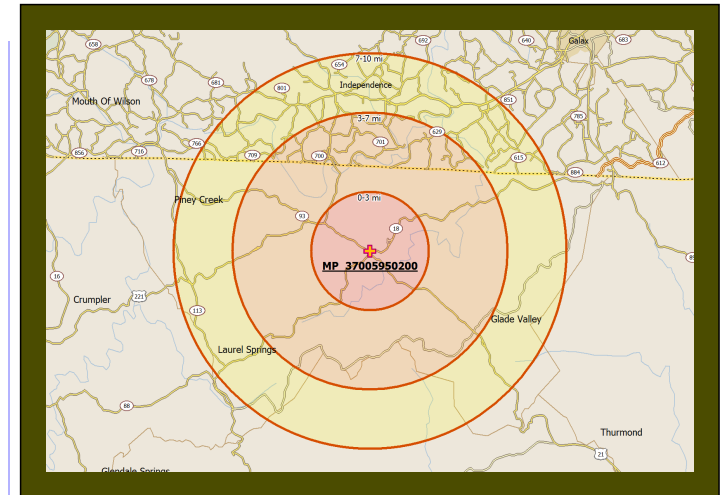 692
640
Galax
683
658
7-10 mi
654
678
681
801
Independence
Mouth Of Wilson
851
3-7 mi
785
629
701
766
856
716
709
700
615
612
884
0-3 mi
Piney Creek
93
18
MP_37005950200
16
Crumpler
221
113
Glade Valley
Laurel Springs
88
Thurmond
21
Glendale Springs